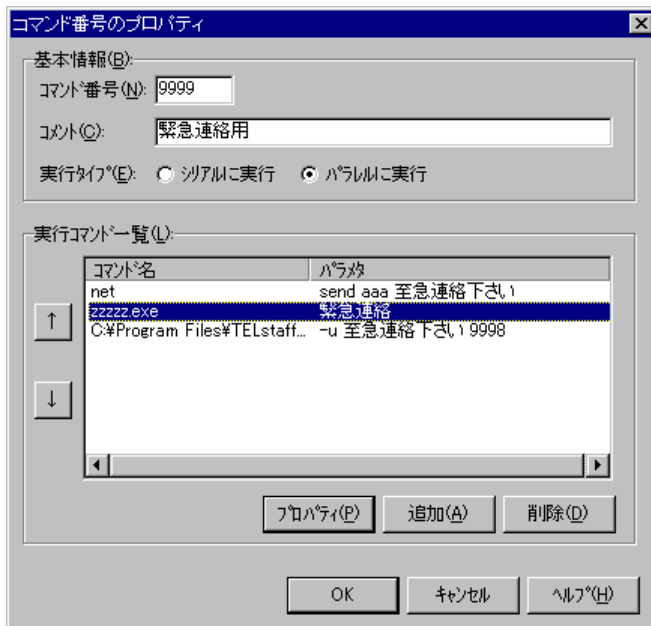 コマンド番号のプロパティ
基本情報(B):
コマンド番号(N): 9999
コメント(C): 緊急連絡用
実行タイプ(E): シリアルに実行 パラレルに実行
実行コマンド一覧(L):
コマンド名 パラメタ
net send aaa 至急連絡下さい
zzzzz.exe 緊急連絡
C:¥Program Files¥TELstaff... -u 至急連絡下さい 9998
↑
↓
プロパティ(P) 追加(A) 削除(D)
OK キャンセル ヘルプ(H)